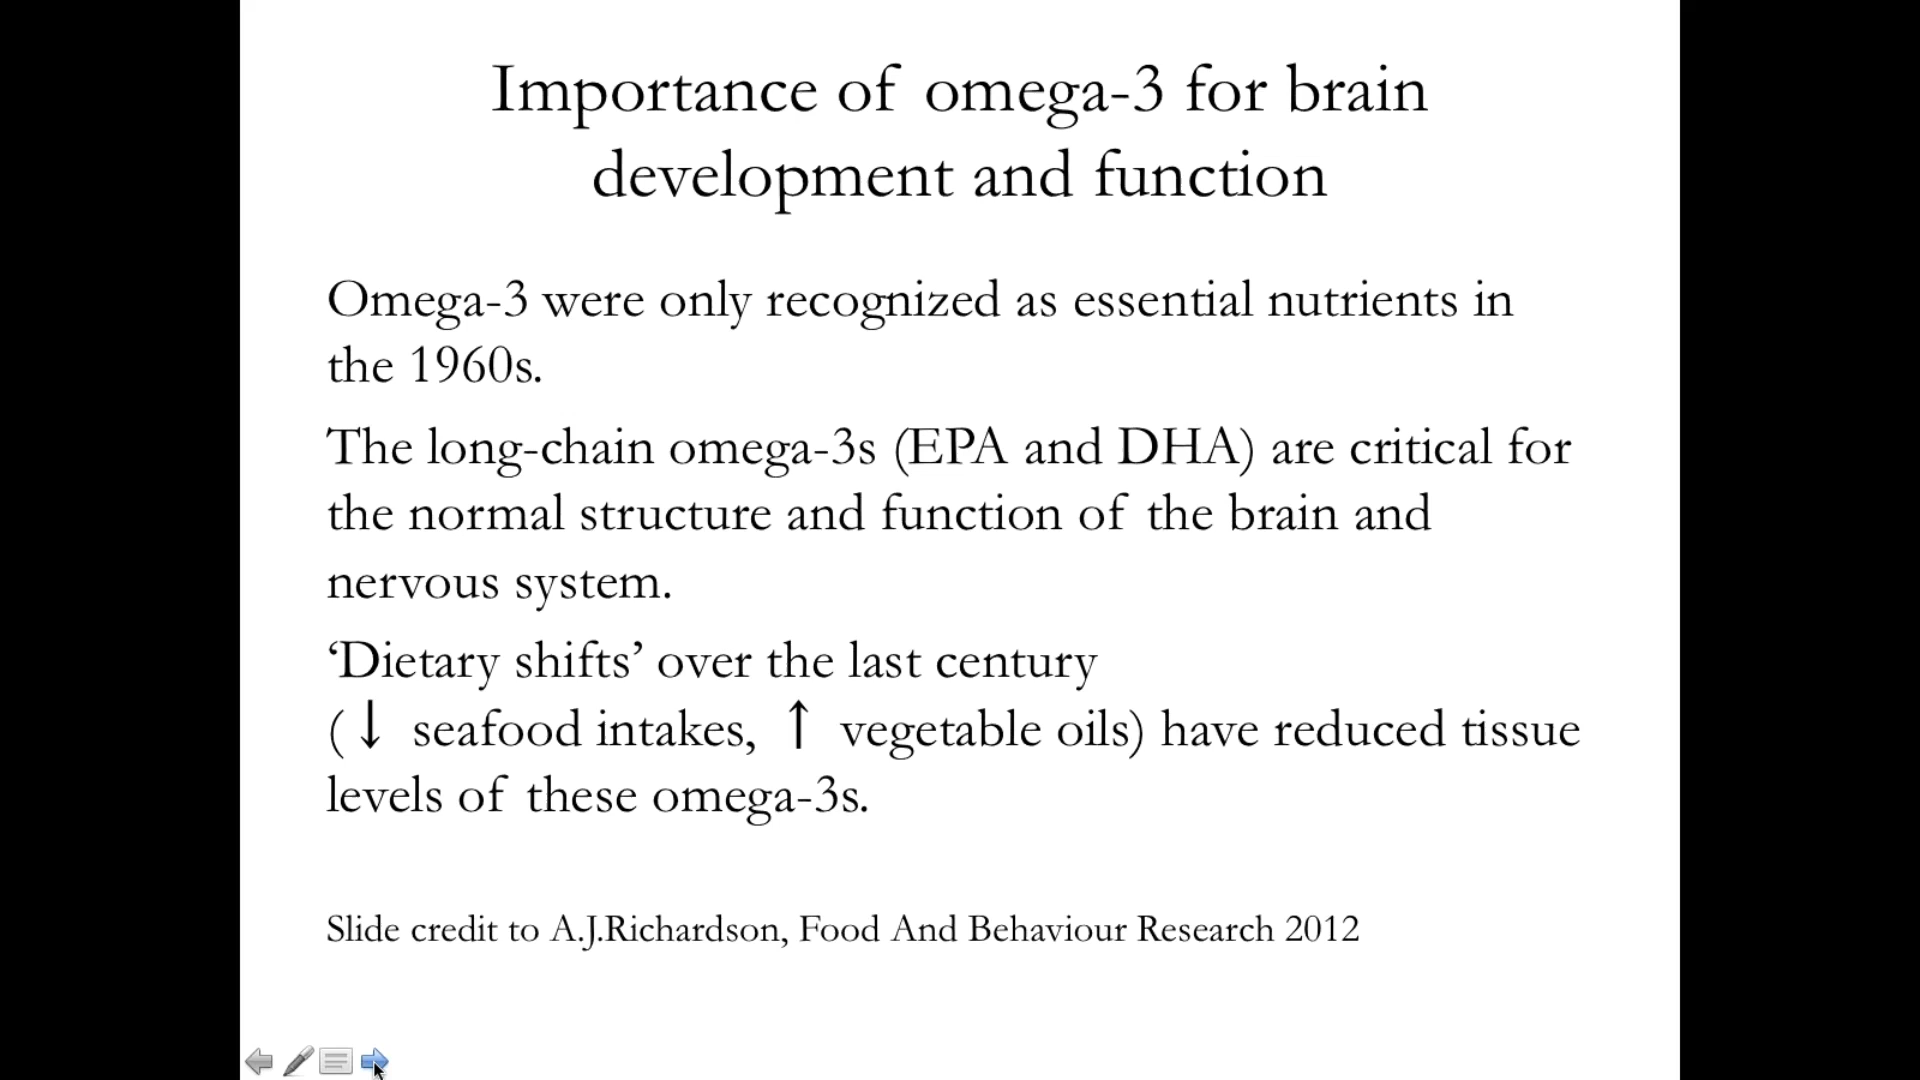 Importance of omega-3 for brain
development and function
Omega-3 were only recognized as essential nutrients in
the 1960s.
The long-chain omega-3s (EPA and DHA) are critical for
the normal structure and function of the brain and
nervous system.
‘Dietary shifts’ over the last century
(↓ seafood intakes, ↑ vegetable oils) have reduced tissue
levels of these omega-3s.
Slide credit to A.J.Richardson, Food And Behaviour Research 2012